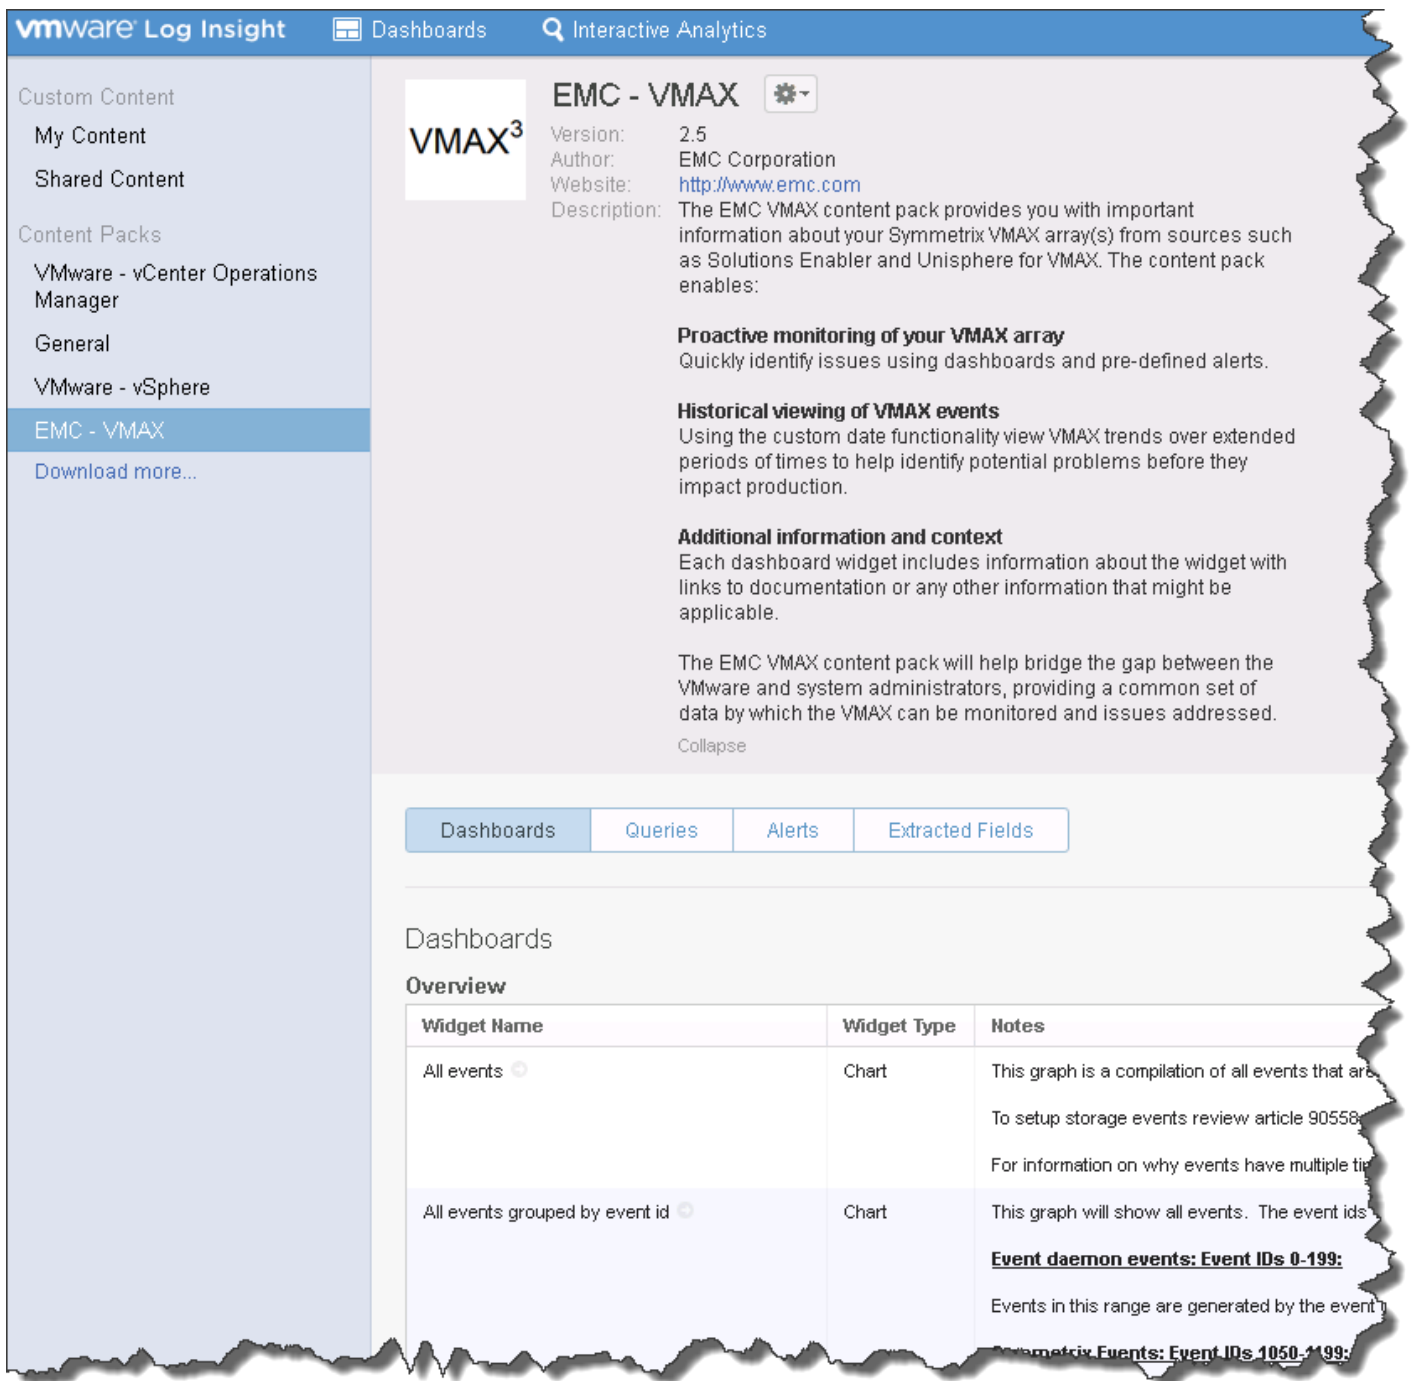 vmware® Log Insight Dashboards Interactive Analytics
Custom Content
My Content
Shared Content
Content Packs
VMware - vCenter Operations
Manager
General
VMware - vSphere
EMC - VMAX
Download more...
VMAX³
EMC - VMAX
Version: 2.5
Author: EMC Corporation
Website: http://www.emc.com
Description: The EMC VMAX content pack provides you with important
information about your Symmetrix VMAX array(s) from sources such
as Solutions Enabler and Unisphere for VMAX. The content pack
enables:
Proactive monitoring of your VMAX array
Quickly identify issues using dashboards and pre-defined alerts.
Historical viewing of VMAX events
Using the custom date functionality view VMAX trends over extended
periods of times to help identify potential problems before they
impact production.
Additional information and context
Each dashboard widget includes information about the widget with
links to documentation or any other information that might be
applicable.
The EMC VMAX content pack will help bridge the gap between the
VMware and system administrators, providing a common set of
data by which the VMAX can be monitored and issues addressed.
Collapse
Dashboards Queries Alerts Extracted Fields
Dashboards
Overview
Widget Name Widget Type Notes
All events Chart This graph is a compilation of all events that are
To setup storage events review article 90558
For information on why events have multiple
All events grouped by event id Chart This graph will show all events. The event ids
Event daemon events: Event IDs 0-199:
Events in this range are generated by the event
Events: Event IDs 1050-1199: